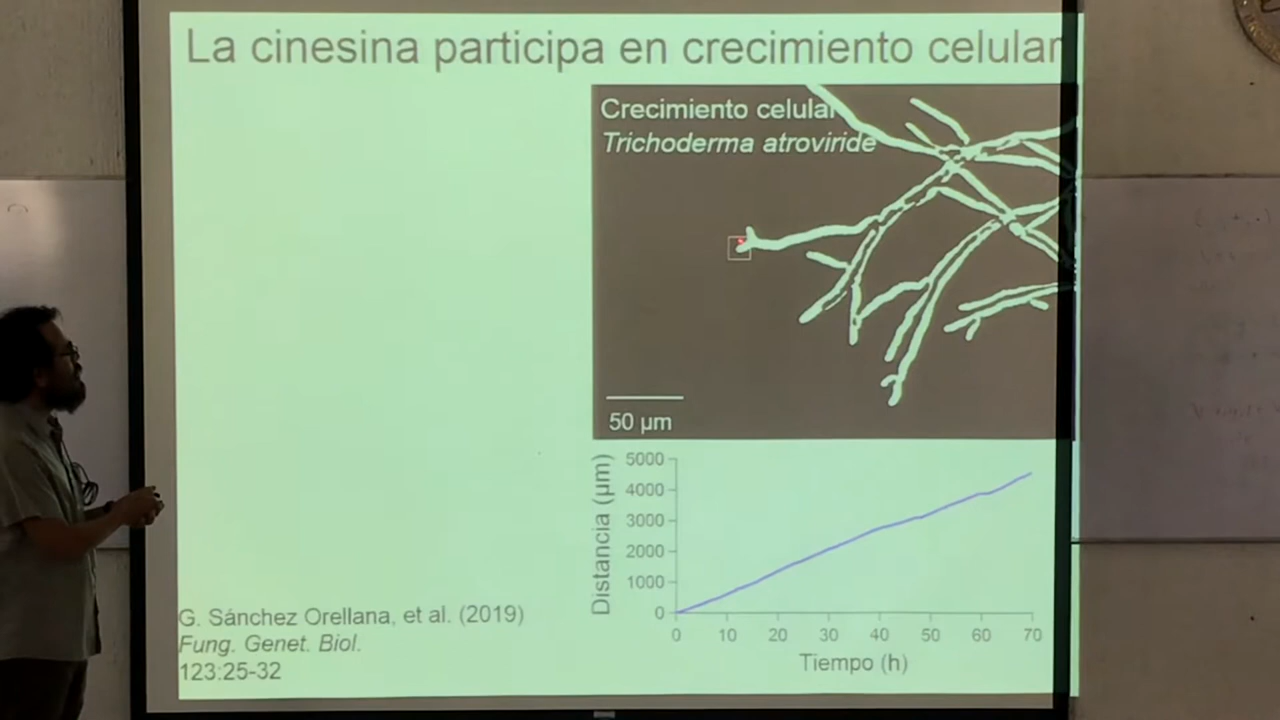 La cinesina participa en crecimiento celular
Crecimiento celular
Trichoderma atroviride
50 µm
Distancia (µm)
5000
4000
3000
2000
1000
0
0 10 20 30 40 50 60 70
Tiempo (h)
G. Sánchez Orellana, et al. (2019)
Fung. Genet. Biol.
123:25-32